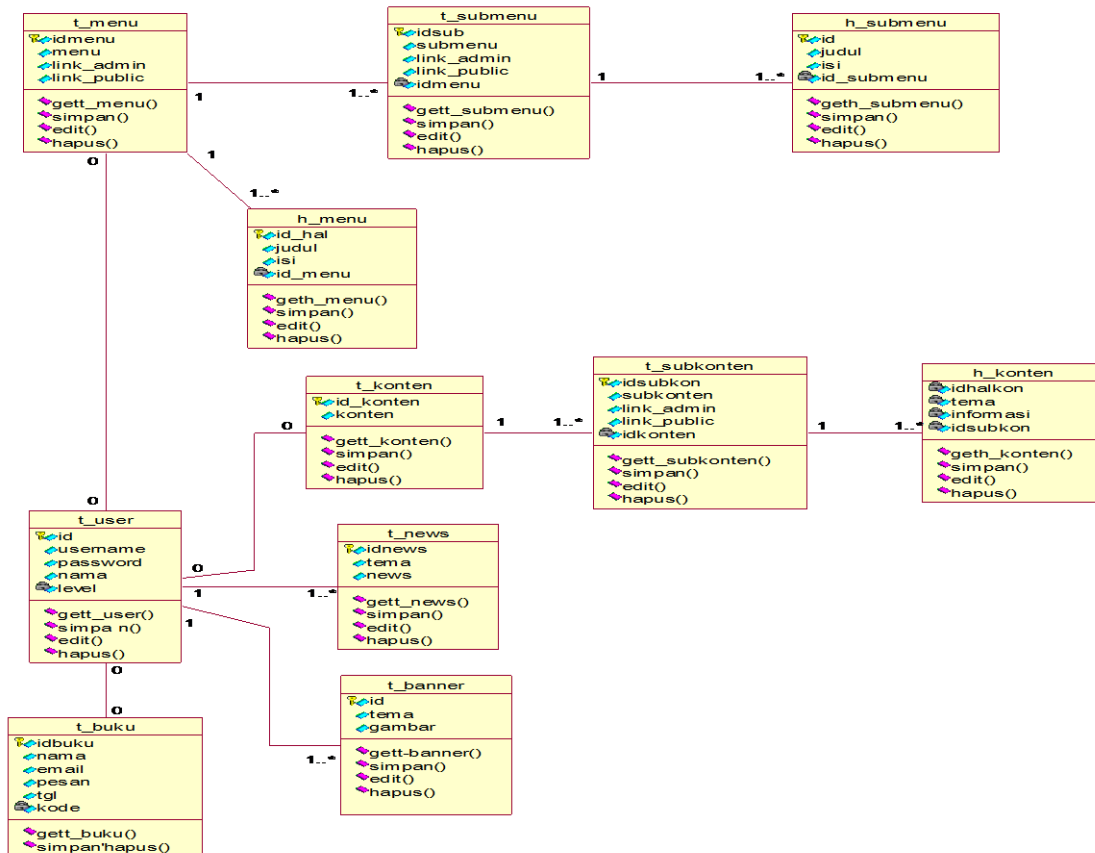 t_menu
idmenu
menu
link_admin
link_public
gett_menu()
simpan()
edit()
hapus()
1
1..*
t_submenu
idsub
submenu
link_admin
link_public
idmenu
gett_submenu()
simpan()
edit()
hapus()
1
1..*
h_submenu
id
judul
isi
id_submenu
geth_submenu()
simpan()
edit()
hapus()
0
1
1..*
h_menu
id_hal
judul
isi
id_menu
geth_menu()
simpan()
edit()
hapus()
t_konten
id_konten
konten
gett_konten()
simpan()
edit()
hapus()
0
1
1..*
t_subkonten
idsubkon
subkonten
link_admin
link_public
idkonten
gett_subkonten()
simpan()
edit()
hapus()
1
1..*
h_konten
idhalkon
tema
informasi
idsubkon
geth_konten()
simpan()
edit()
hapus()
0
t_user
id
username
password
nama
level
gett_user()
simpa n()
edit()
hapus()
0
1
1..*
1
1..*
0
0
t_news
idnews
tema
news
gett_news()
simpan()
edit()
hapus()
t_banner
id
tema
gambar
gett-banner()
simpan()
edit()
hapus()
t_buku
idbuku
nama
email
pesan
tgl
kode
gett_buku()
simpan'hapus()